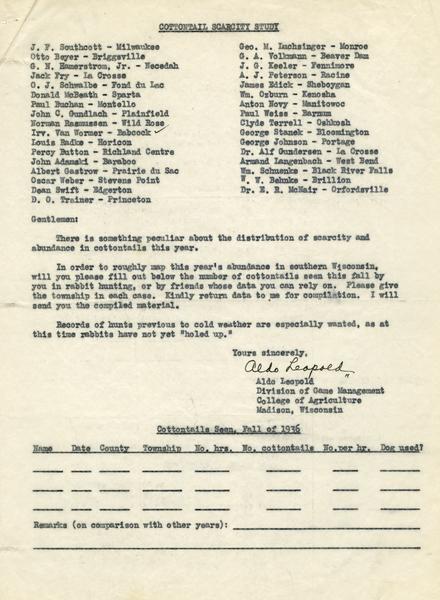 COTTONTAIL SCARCITY STUDY
J. F. Southcott - Milwaukee
Otto Beyer - Briggsville
G. N. Hamerstrom, Jr. - Necedah
Jack Fry - La Crosse
O. J. Schwalbe - Fond du Lac
Donald McBeath - Sparta
Paul Buchan - Montello
John C. Gundlach - Plainfield
Norman Rasmussen - Wild Rose
Irv. Van Wormer - Babcock
Louis Radke - Horicon
Percy Dutton - Richland Centre
John Adamski - Baraboo
Albert Gastrow - Prairie du Sac
Oscar Weber - Stevens Point
Dean Swift - Edgerton
D. O. Trainer - Princeton
Geo. M. Luchsinger - Monroe
G. A. Volkmann - Beaver Dam
J. G. Keeler - Fennimore
A. J. Peterson - Racine
James Edick - Sheboygan
Wm. Ozburn - Kenosha
Anton Novy - Manitowoc
Paul Weiss - Barnum
Clyde Terrell - Oshkosh
George Stanek - Bloomington
George Johnson - Portage
Dr. Alf Gundersen - La Crosse
Armand Langenbach - West Bend
Wm. Schuenke - Black River Falls
W. W. Behnke - Brillion
Dr. E. R. McNair - Orfordsville
Gentlemen:
There is something peculiar about the distribution of scarcity and
abundance in cottontails this year.
In order to roughly map this year's abundance in southern Wisconsin,
will you please fill out below the number of cottontails seen this fall by
you in rabbit hunting, or by friends whose data you can rely on. Please give
the township in each case. Kindly return data to me for compilation. I will
send you the compiled material.
Records of hunts previous to cold weather are especially wanted, as at
this time rabbits have not yet "holed up."
Yours sincerely,
Aldo Leopold
Aldo Leopold
Division of Game Management
College of Agriculture
Madison, Wisconsin
Cottontails Seen, Fall of 1936
Name Date County Township No. hrs. No. cottontails No. per hr. Dog used?
Remarks (on comparison with other years):